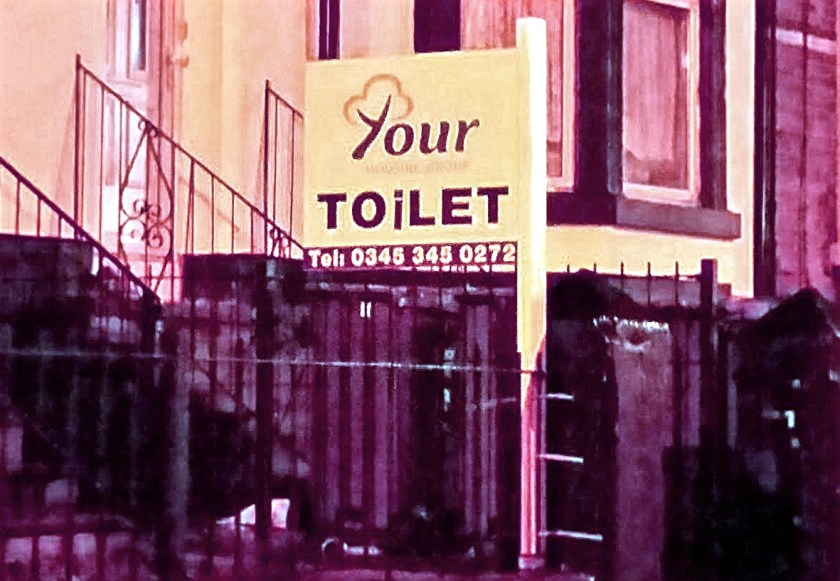 Your
HOUSING GROUP
TOiLET
Tel: 0345 345 0272